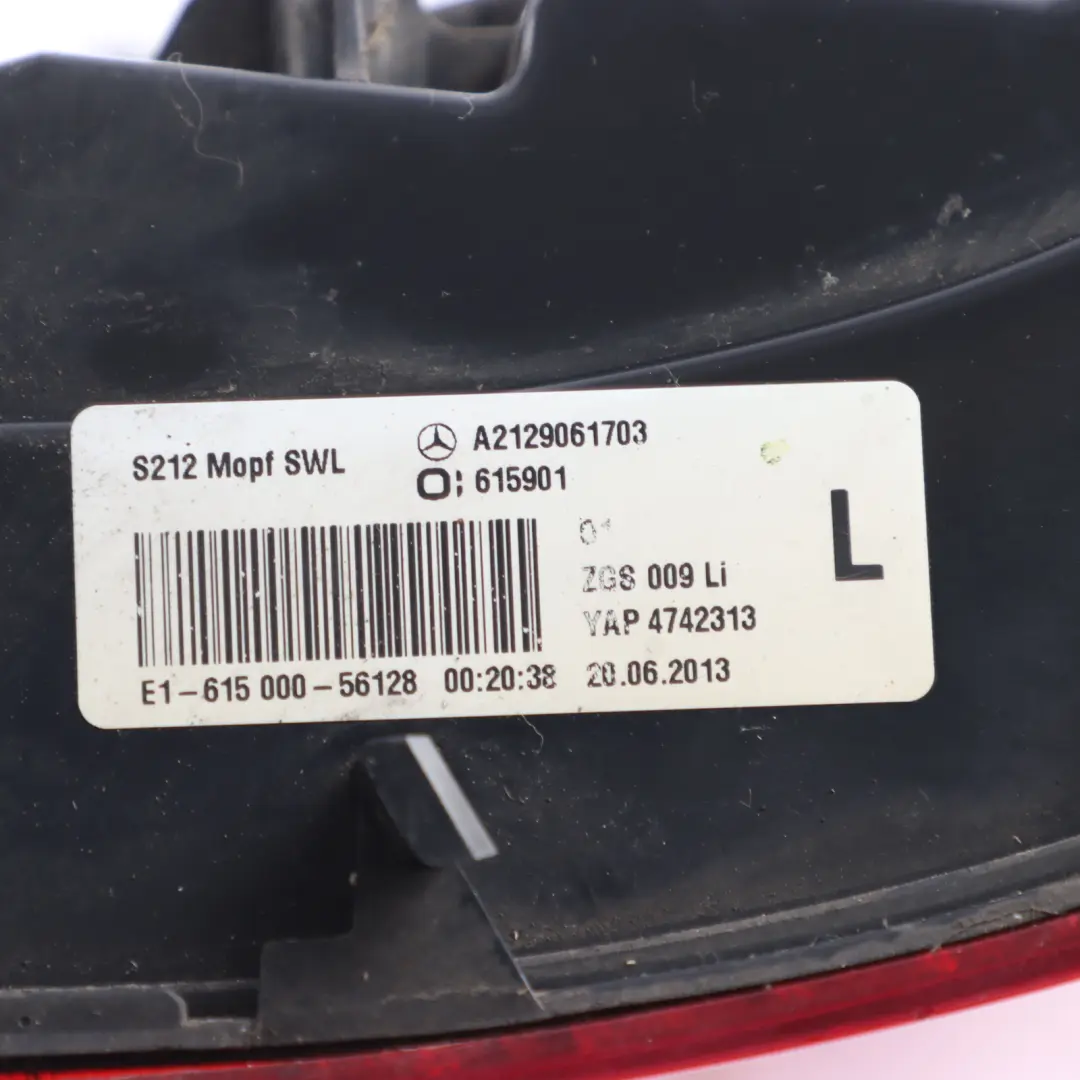 S212 Mopf SWL
A2129061703
O; 615901
L
ZGS 009 Li
YAP 4742313
E1-615 000-56128 00:20:38 20.06.2013